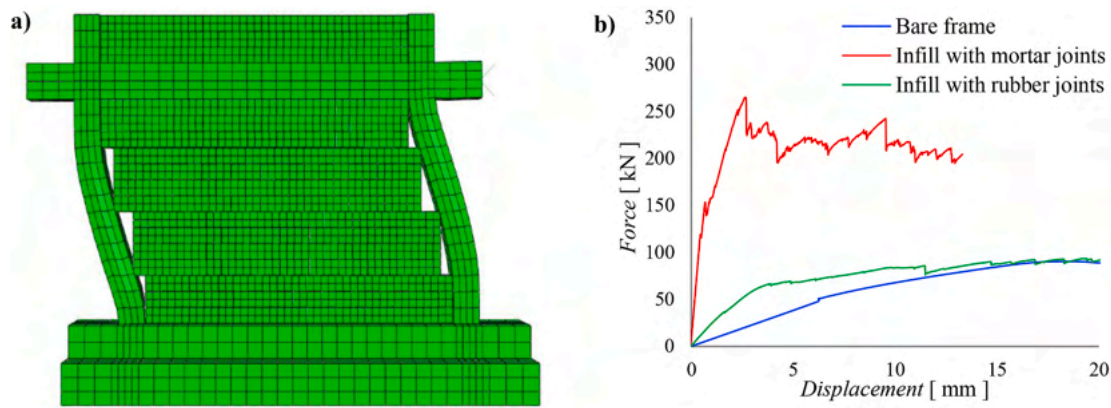 a)
b)
350
300
250
200
150
100
50
0
Force [ kN ]
Bare frame
Infill with mortar joints
Infill with rubber joints
0
5
10
15
20
Displacement [ mm ]